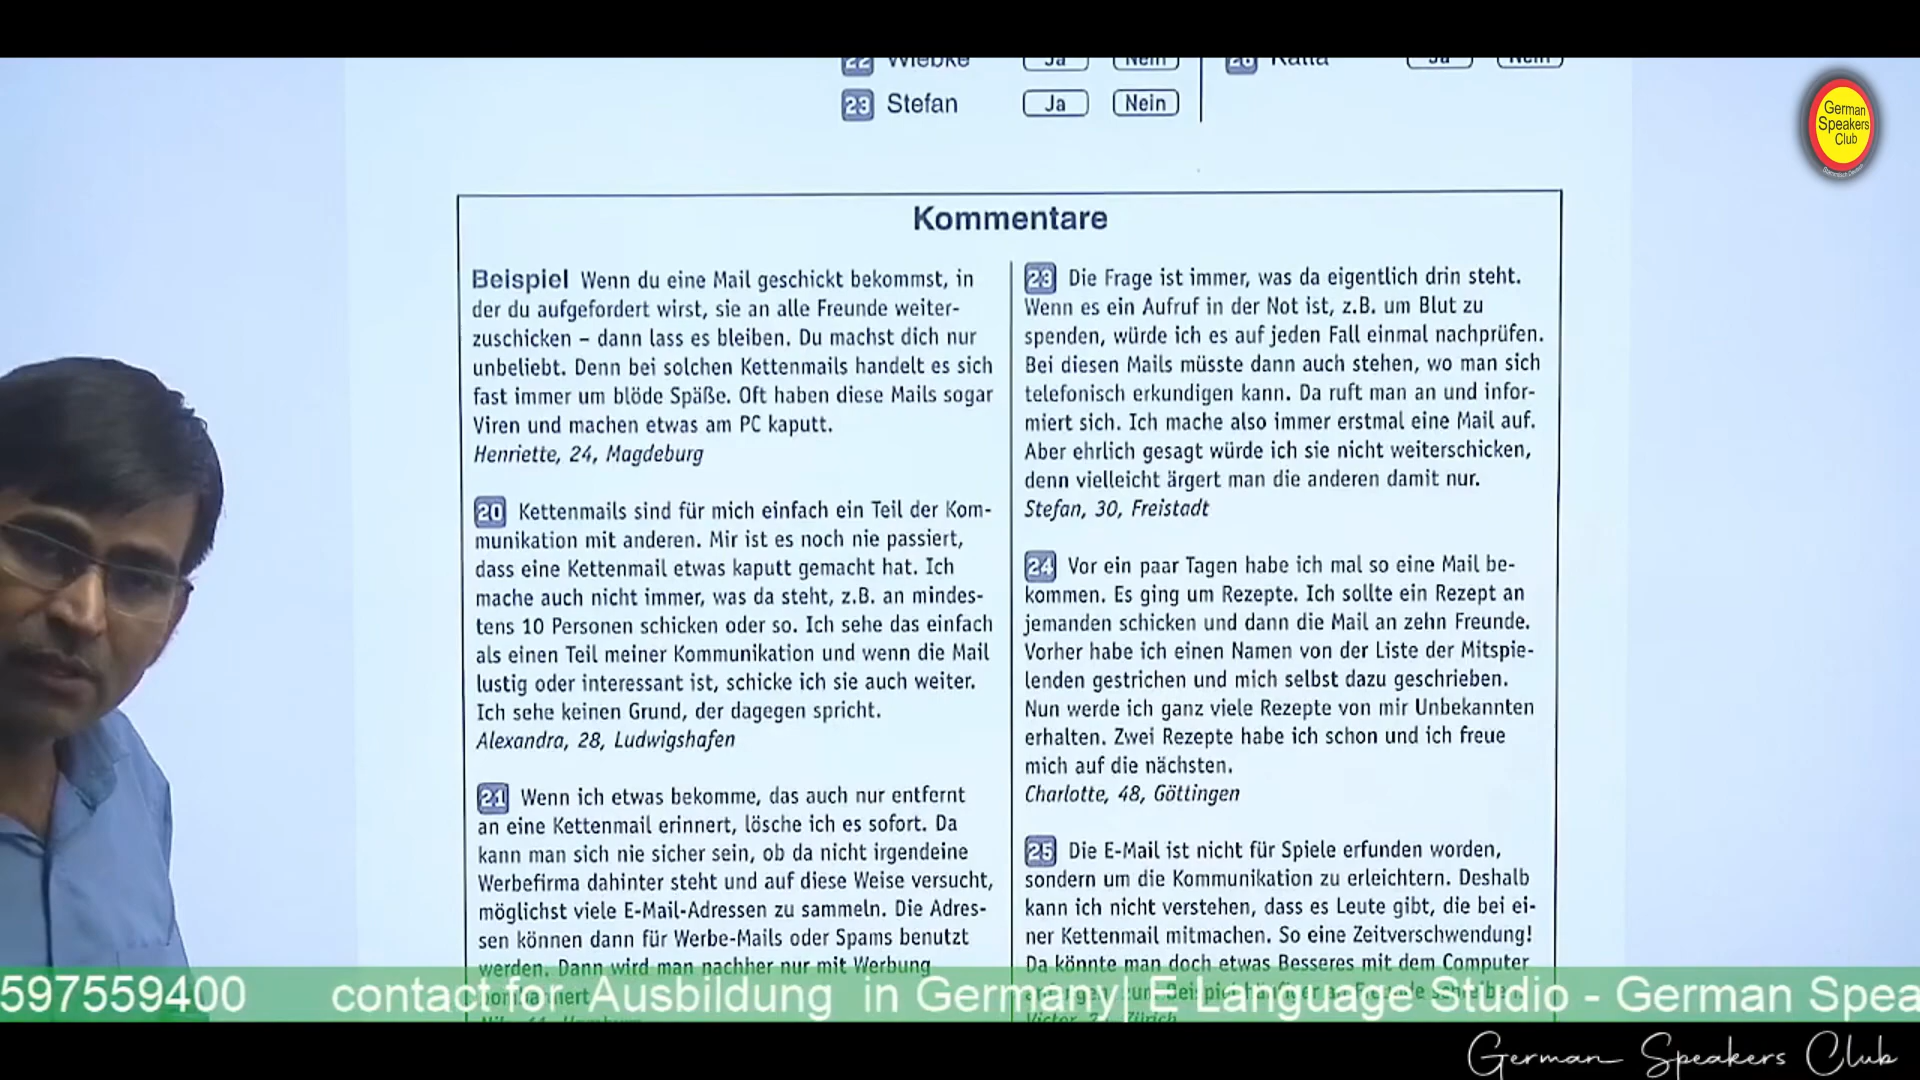 22 Wiebke Ja Nein
Ja Nein
23 Stefan Ja Nein
German
Speakers
Club
Kommentare
Beispiel Wenn du eine Mail geschickt bekommst, in
der du aufgefordert wirst, sie an alle Freunde weiter-
zuschicken – dann lass es bleiben. Du machst dich nur
unbeliebt. Denn bei solchen Kettenmails handelt es sich
fast immer um blöde Späße. Oft haben diese Mails sogar
Viren und machen etwas am PC kaputt.
Henriette, 24, Magdeburg
20 Kettenmails sind für mich einfach ein Teil der Kom-
munikation mit anderen. Mir ist es noch nie passiert,
dass eine Kettenmail etwas kaputt gemacht hat. Ich
mache auch nicht immer, was da steht, z.B. an mindes-
tens 10 Personen schicken oder so. Ich sehe das einfach
als einen Teil meiner Kommunikation und wenn die Mail
lustig oder interessant ist, schicke ich sie auch weiter.
Ich sehe keinen Grund, der dagegen spricht.
Alexandra, 28, Ludwigshafen
21 Wenn ich etwas bekomme, das auch nur entfernt
an eine Kettenmail erinnert, lösche ich es sofort. Da
kann man sich nie sicher sein, ob da nicht irgendeine
Werbefirma dahinter steht und auf diese Weise versucht,
möglichst viele E-Mail-Adressen zu sammeln. Die Adres-
sen können dann für Werbe-Mails oder Spams benutzt
werden. Dann wird man nachher nur mit Werbung
23 Die Frage ist immer, was da eigentlich drin steht.
Wenn es ein Aufruf in der Not ist, z.B. um Blut zu
spenden, würde ich es auf jeden Fall einmal nachprüfen.
Bei diesen Mails müsste dann auch stehen, wo man sich
telefonisch erkundigen kann. Da ruft man an und infor-
miert sich. Ich mache also immer erstmal eine Mail auf.
Aber ehrlich gesagt würde ich sie nicht weiterschicken,
denn vielleicht ärgert man die anderen damit nur.
Stefan, 30, Freistadt
24 Vor ein paar Tagen habe ich mal so eine Mail be-
kommen. Es ging um Rezepte. Ich sollte ein Rezept an
jemanden schicken und dann die Mail an zehn Freunde.
Vorher habe ich einen Namen von der Liste der Mitspie-
lenden gestrichen und mich selbst dazu geschrieben.
Nun werde ich ganz viele Rezepte von mir Unbekannten
erhalten. Zwei Rezepte habe ich schon und ich freue
mich auf die nächsten.
Charlotte, 48, Göttingen
25 Die E-Mail ist nicht für Spiele erfunden worden,
sondern um die Kommunikation zu erleichtern. Deshalb
kann ich nicht verstehen, dass es Leute gibt, die bei ei-
ner Kettenmail mitmachen. So eine Zeitverschwendung!
Da könnte man doch etwas Besseres mit dem Computer
597559400 contact for Ausbildung in Germany| E Language Studio - German Spea
German Speakers Club